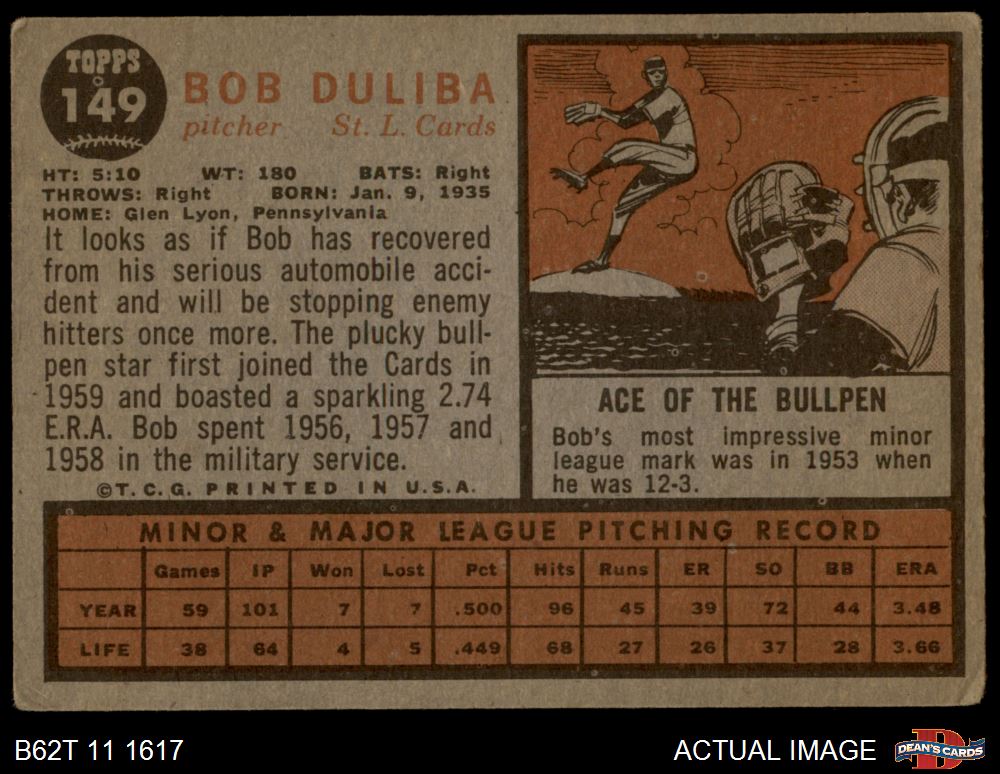 TOPPS
149
BOB DULIBA
pitcher St. L. Cards
HT: 5:10 WT: 180 BATS: Right
THROWS: Right BORN: Jan. 9, 1935
HOME: Glen Lyon, Pennsylvania
It looks as if Bob has recovered
from his serious automobile acci-
dent and will be stopping enemy
hitters once more. The plucky bull-
pen star first joined the Cards in
1959 and boasted a sparkling 2.74
E.R.A. Bob spent 1956, 1957 and
1958 in the military service.
©T.C.G. PRINTED IN U.S.A.
ACE OF THE BULLPEN
Bob's most impressive minor
league mark was in 1953 when
he was 12-3.
MINOR & MAJOR LEAGUE PITCHING RECORD
Games IP Won Lost Pct Hits Runs ER SO BB ERA
YEAR 59 101 7 7 .500 96 45 39 72 44 3.48
LIFE 38 64 4 5 .449 68 27 26 37 28 3.66
B62T 11 1617
ACTUAL IMAGE
DEAN'S CARDS